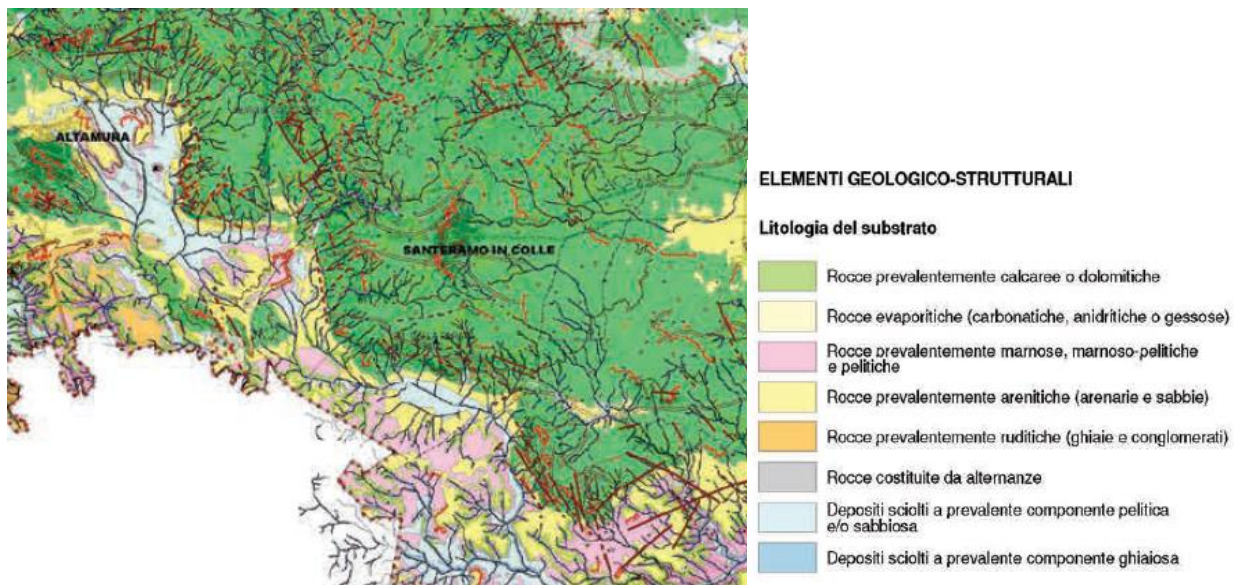 ALTAMURA
SANTERAMO IN COLLE
ELEMENTI GEOLOGICO-STRUTTURALI
Litologia del substrato
Rocce prevalentemente calcaree o dolomitiche
Rocce evaporitiche (carbonatiche, anidritiche o gessose)
Rocce prevalentemente marnose, marnoso-pelitiche
e pelitiche
Rocce prevalentemente arenitiche (arenarie e sabbie)
Rocce prevalentemente ruditiche (ghiaie e conglomerati)
Rocce costituite da alternanze
Depositi sciolti a prevalente componente pelitica
e/o sabbiosa
Depositi sciolti a prevalente componente ghiaiosa